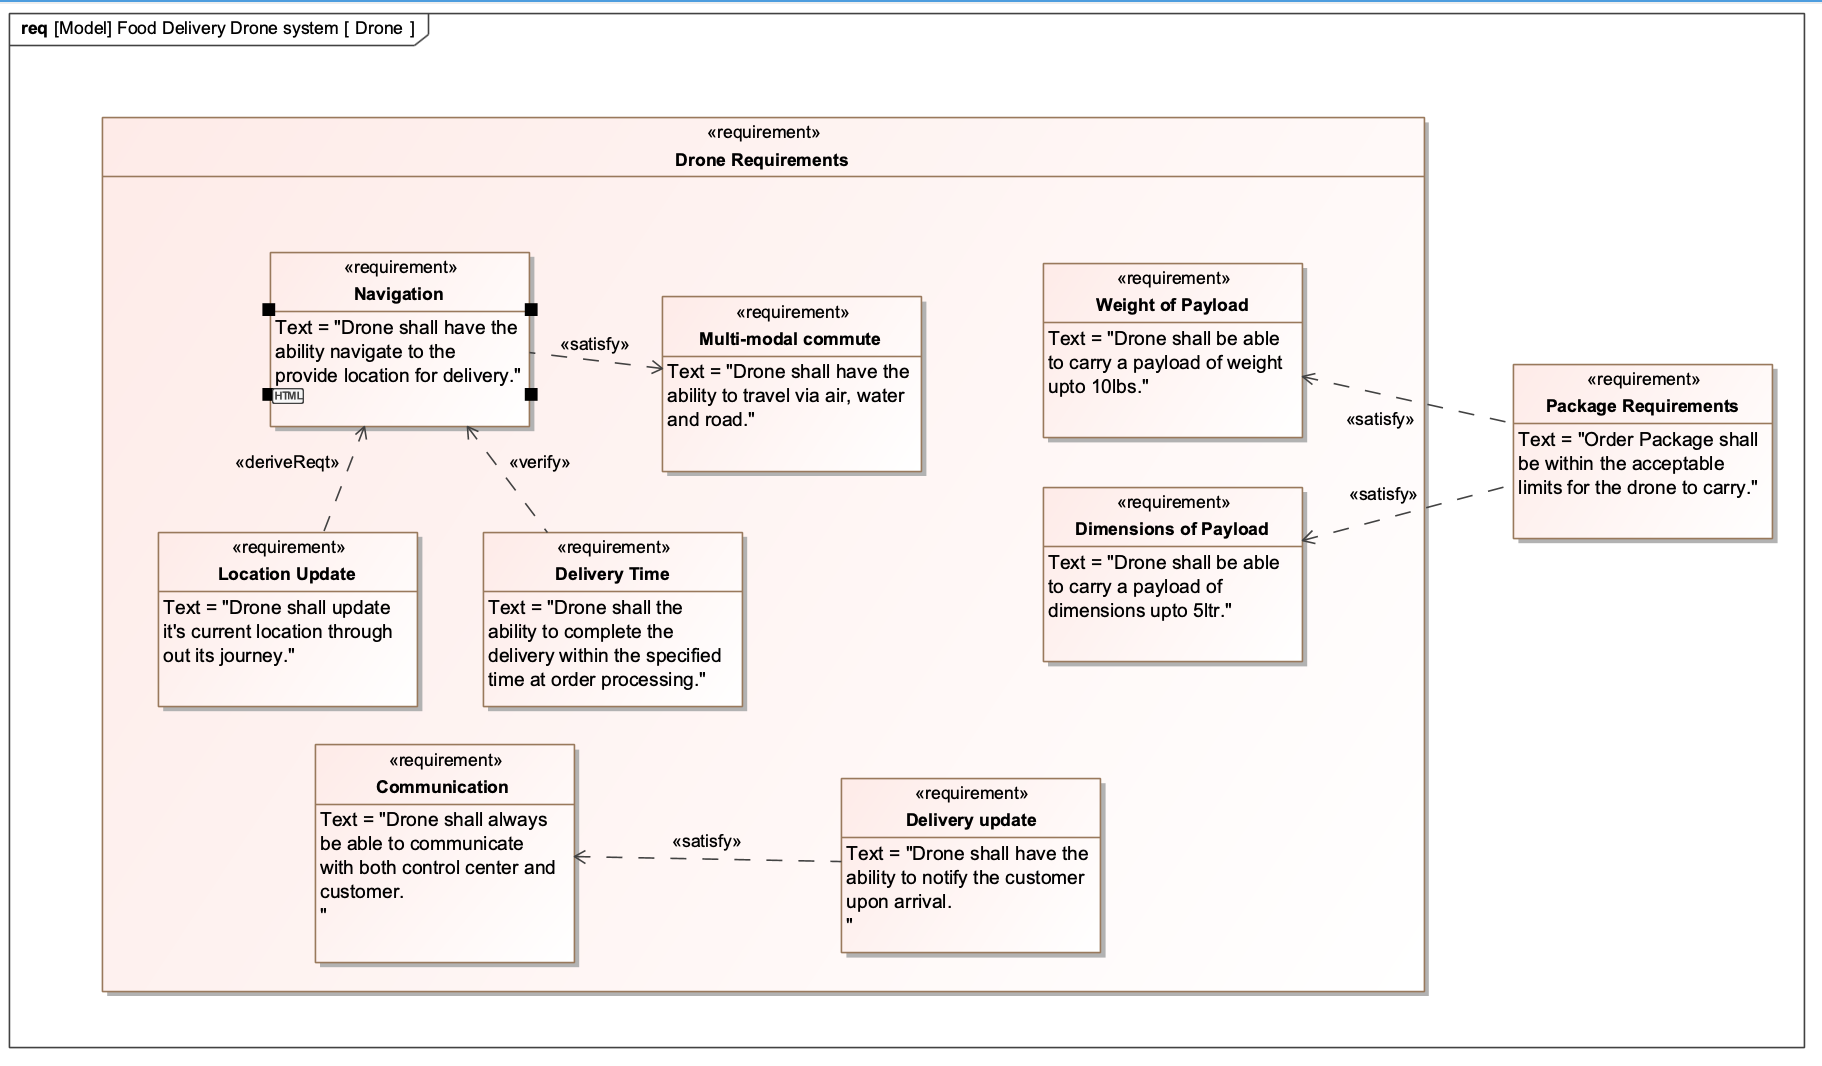 req [Model] Food Delivery Drone system [ Drone ]
«requirement»
Drone Requirements
«requirement»
Navigation
Text = "Drone shall have the
ability navigate to the
provide location for delivery."
HTML
«satisfy»
«requirement»
Multi-modal commute
Text = "Drone shall have the
ability to travel via air, water
and road."
«requirement»
Weight of Payload
Text = "Drone shall be able
to carry a payload of weight
upto 10lbs."
«satisfy»
«requirement»
Package Requirements
Text = "Order Package shall
be within the acceptable
limits for the drone to carry."
«deriveReqt»
«verify»
«satisfy»
«requirement»
Dimensions of Payload
Text = "Drone shall be able
to carry a payload of
dimensions upto 5ltr."
«requirement»
Location Update
Text = "Drone shall update
it's current location through
out its journey."
«requirement»
Delivery Time
Text = "Drone shall the
ability to complete the
delivery within the specified
time at order processing."
«requirement»
Communication
Text = "Drone shall always
be able to communicate
with both control center and
customer.
"
«satisfy»
«requirement»
Delivery update
Text = "Drone shall have the
ability to notify the customer
upon arrival.
"